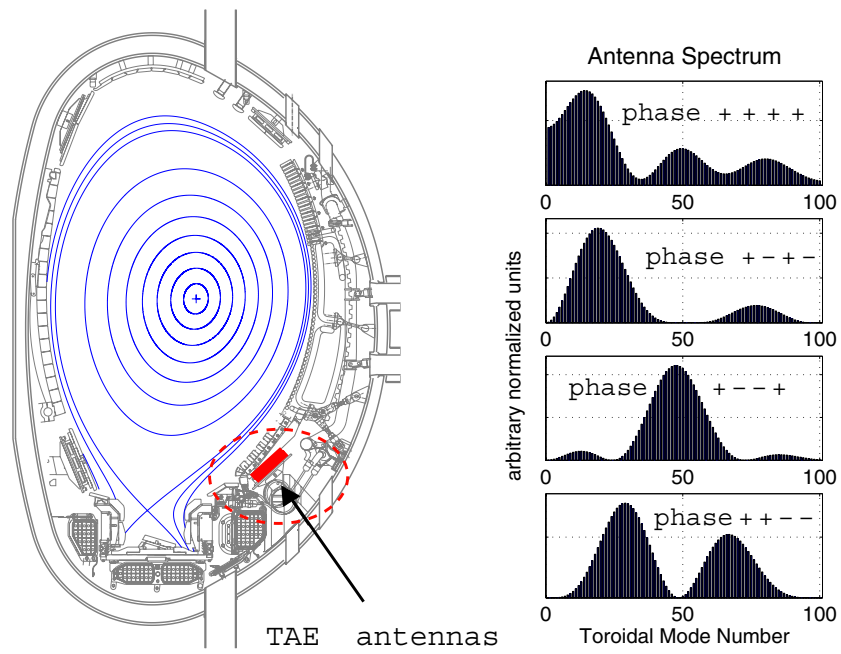 Antenna Spectrum
phase + + + +
0 50 100
phase + - + -
0 50 100
phase + - - +
0 50 100
phase + + - -
0 50 100
Toroidal Mode Number
arbitrary normalized units
TAE antennas